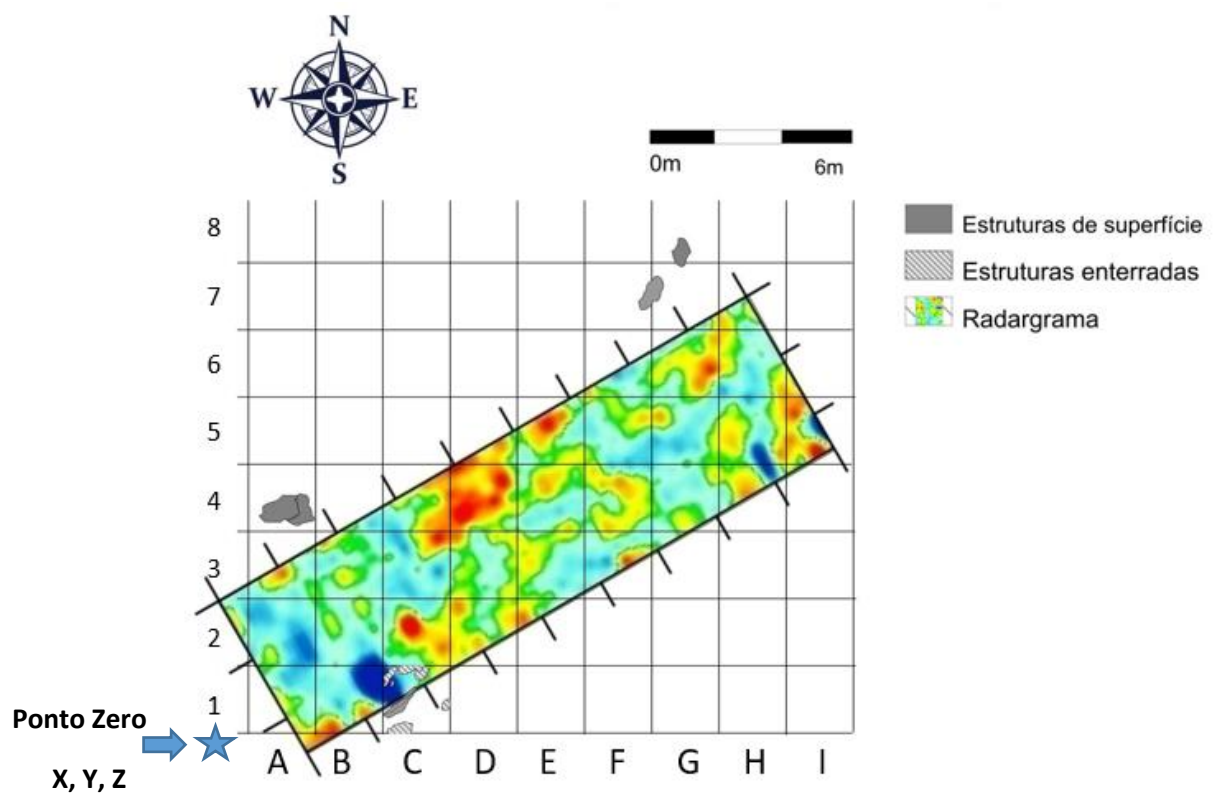 N
W E
S
0m 6m
8
7
6
5
4
3
2
1
Estruturas de superfície
Estruturas enterradas
Radargrama
Ponto Zero
X, Y, Z
A B C D E F G H I